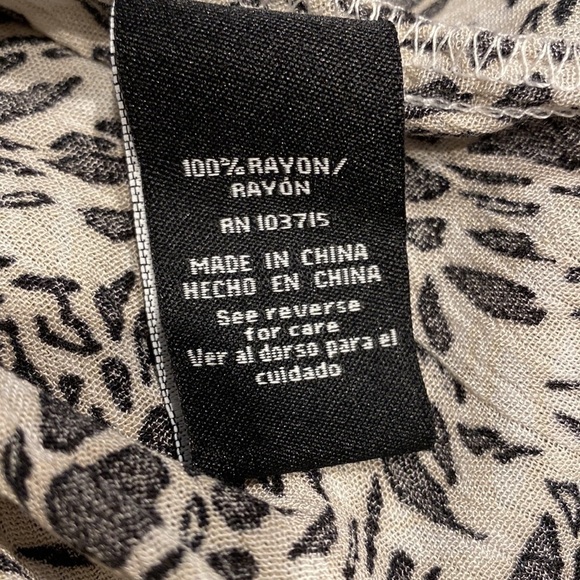 100% RAYON/
RAYÓN
RN 103715
MADE IN CHINA
HECHO EN CHINA
See reverse
for care
Ver al dorso para el
cuidado